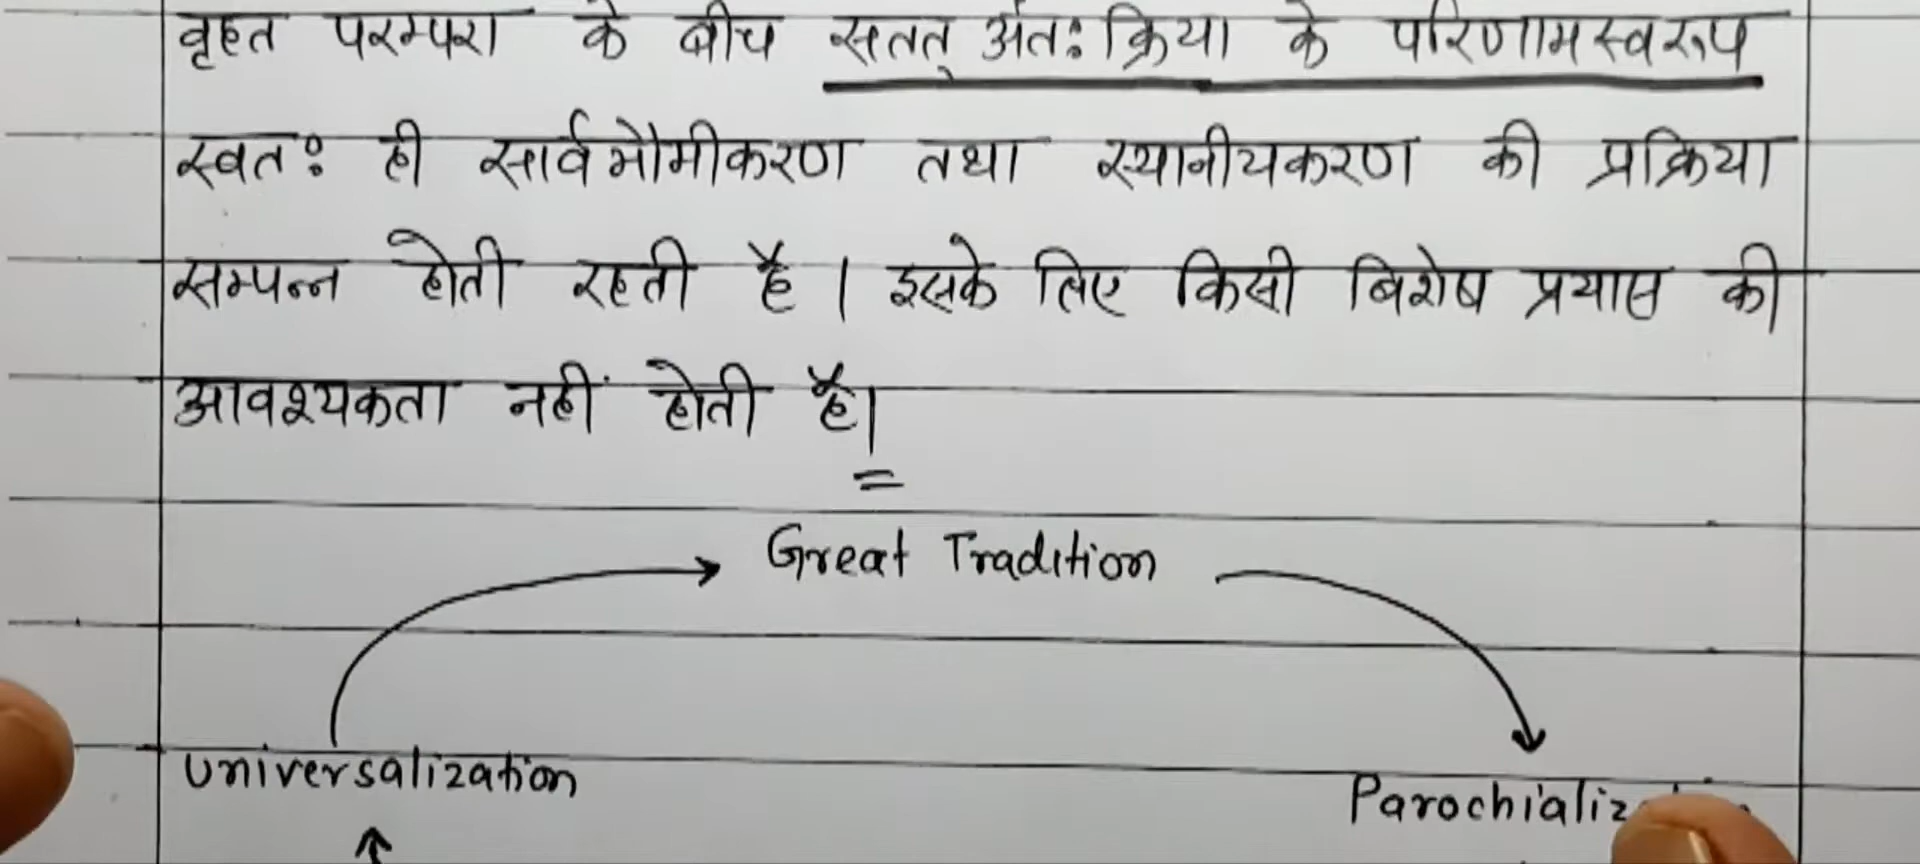 वृहत परम्परा के बीच सतत् अंतः क्रिया के परिणामस्वरूप
स्वतः ही सार्वभौमीकरण तथा स्थानीयकरण की प्रक्रिया
सम्पन्न होती रहती है। इसके लिए किसी विशेष प्रयास की
आवश्यकता नहीं होती है।
Great Tradition
Universalization